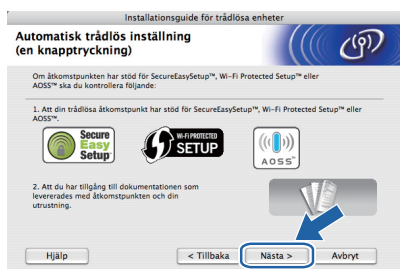 Installationsguide för trådlösa enheter
Automatisk trådlös inställning
(en knapptryckning)
Om åtkomstpunkten har stöd för SecureEasySetup™, Wi-Fi Protected Setup™ eller
AOSS™ ska du kontrollera följande:
1. Att din trådlösa åtkomstpunkt har stöd för SecureEasySetup™, Wi-Fi Protected Setup™ eller
AOSS™.
Secure
Easy
Setup
Wi-Fi PROTECTED
SETUP
AOSS™
2. Att du har tillgång till dokumentationen som
levererades med åtkomstpunkten och din
utrustning.
Hjälp
< Tillbaka
Nästa >
Avbryt